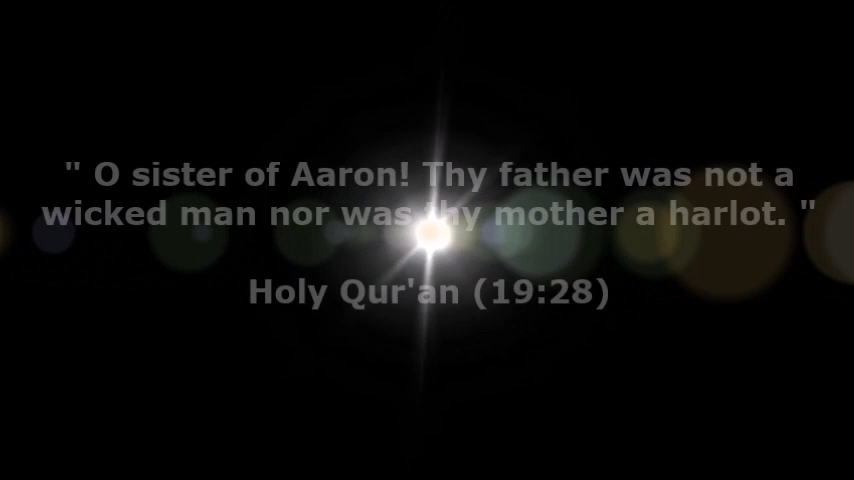 " O sister of Aaron! Thy father was not a
wicked man nor was thy mother a harlot. "
Holy Qur'an (19:28)